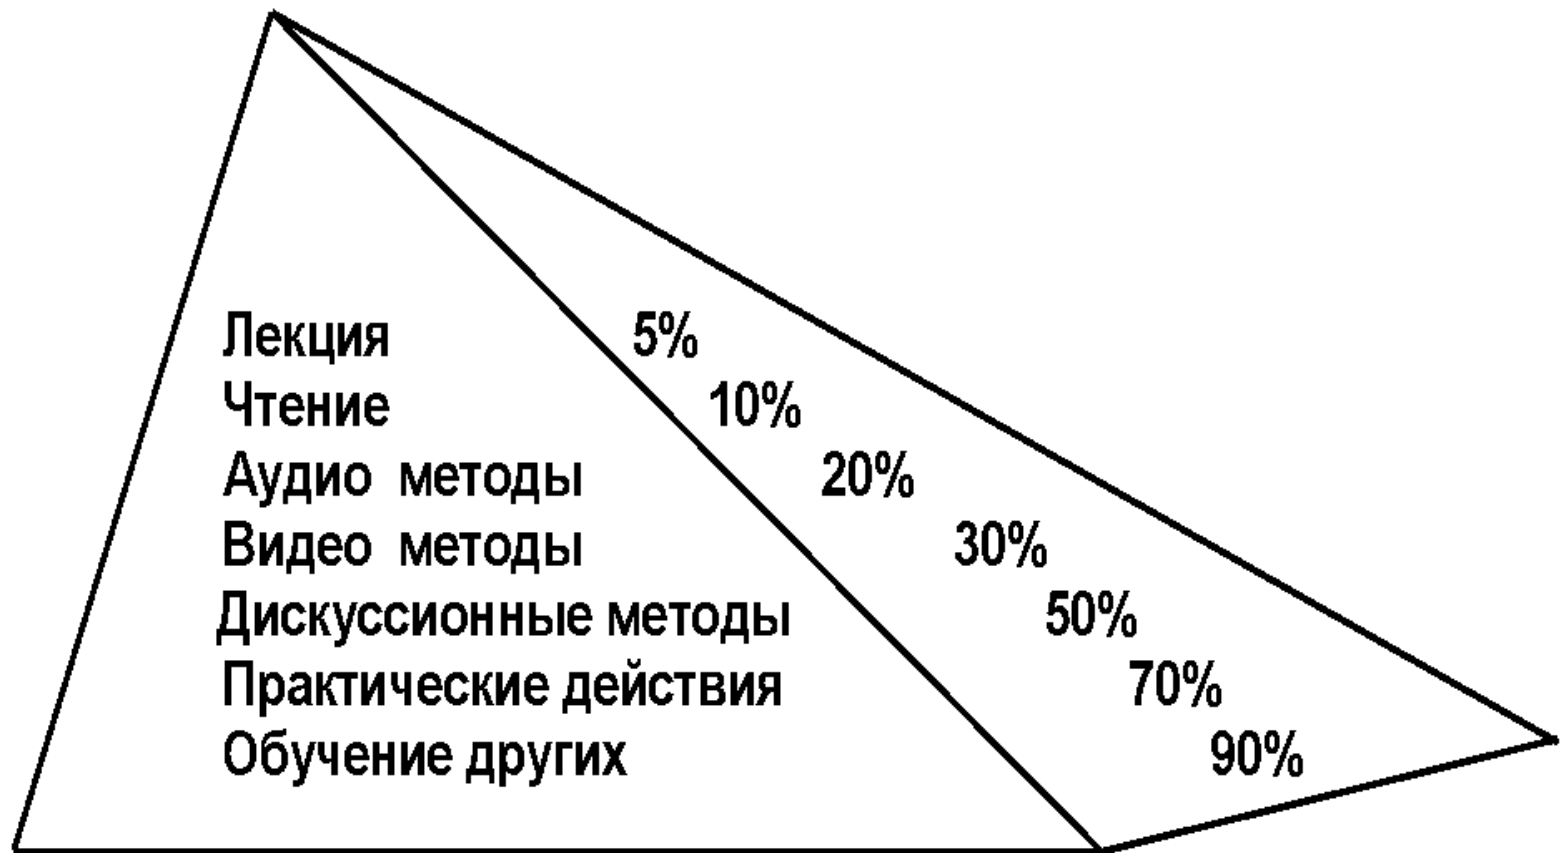 Лекция 5%
Чтение 10%
Аудио методы 20%
Видео методы 30%
Дискуссионные методы 50%
Практические действия 70%
Обучение других 90%